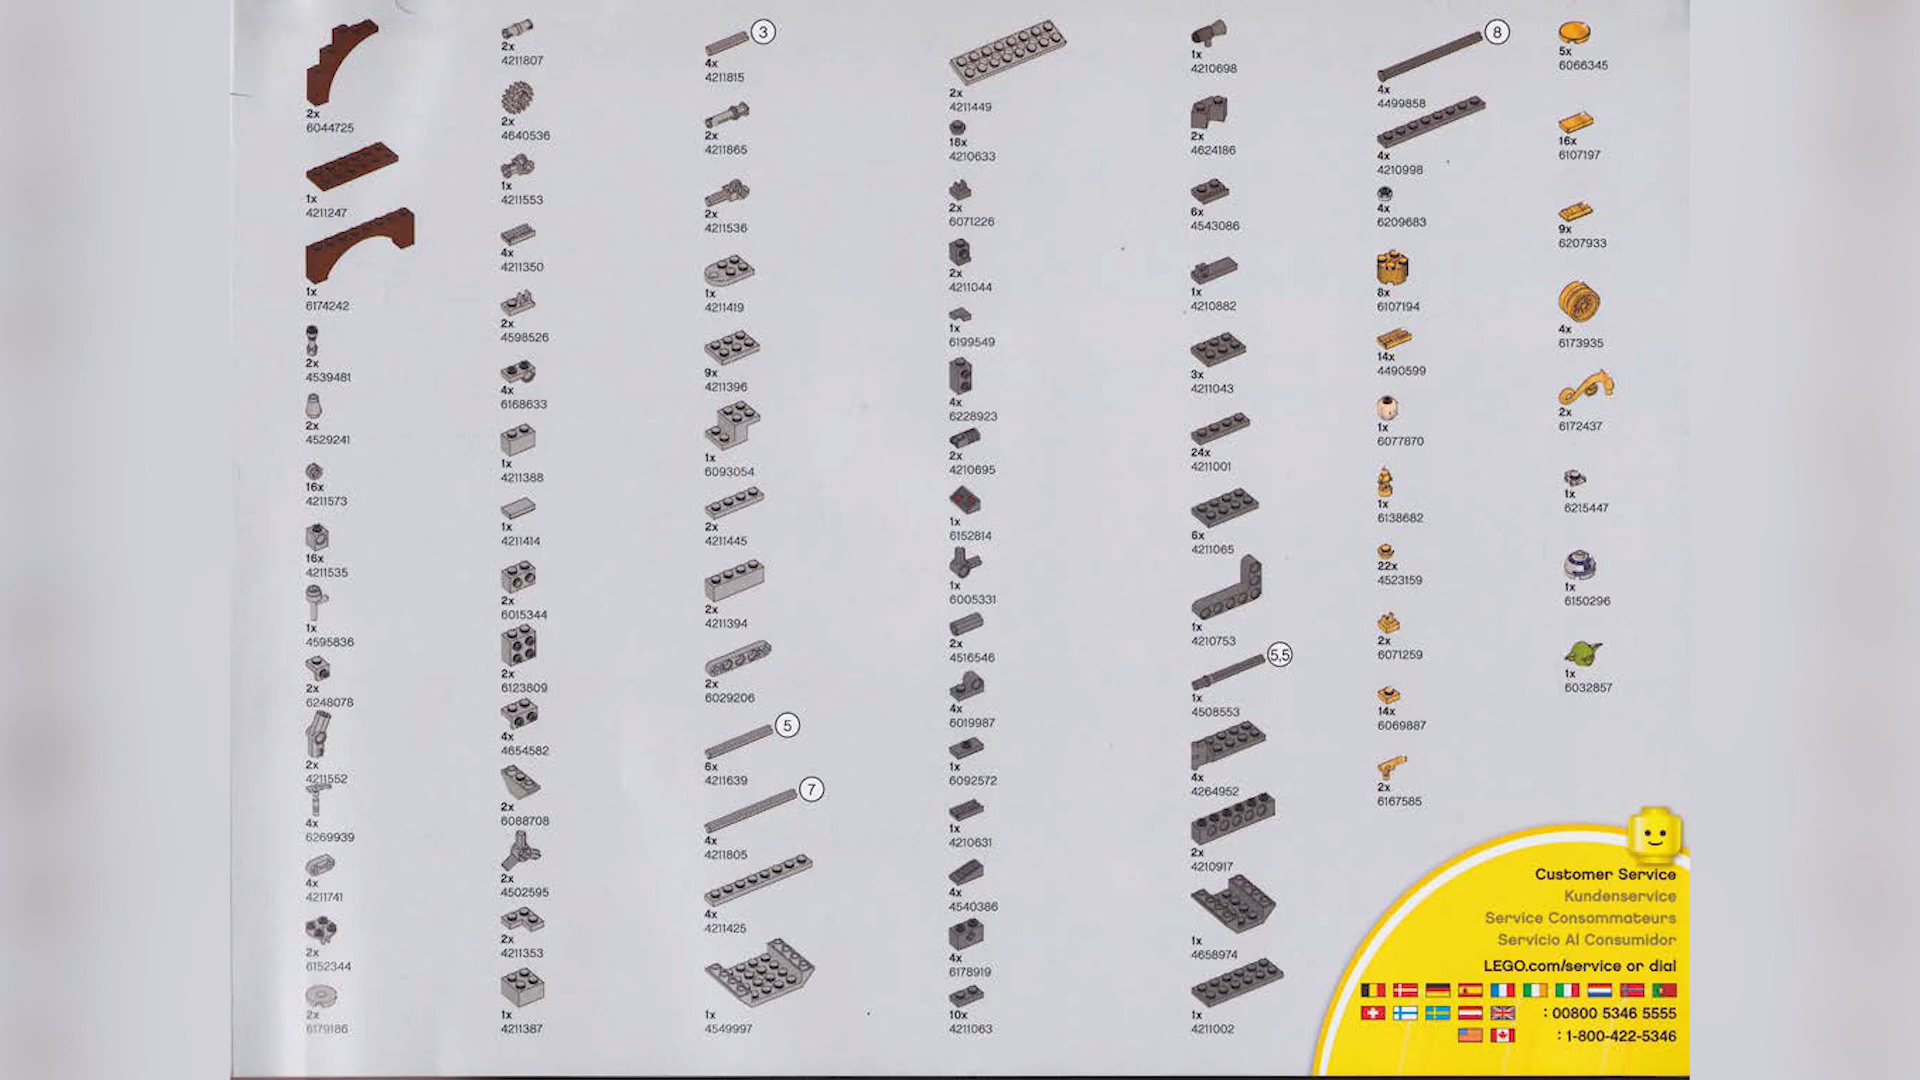 2x
6044725
1x
4211247
1x
6174242
2x
4539481
2x
4529241
16x
4211573
16x
4211535
1x
4595836
2x
6248078
2x
4211552
4x
6269939
4x
4211741
2x
6152344
2x
6179186
2x
4211807
2x
4640536
1x
4211553
4x
4211350
2x
4598526
4x
6168633
1x
4211388
1x
4211414
2x
6015344
2x
6123809
4x
4654582
2x
6088708
2x
4502595
2x
4211353
1x
4211387
3
4x
4211815
2x
4211865
2x
4211536
1x
4211419
9x
4211396
1x
6093054
2x
4211445
2x
4211394
2x
6029206
5
6x
4211639
7
4x
4211805
4x
4211425
1x
4549997
2x
4211449
18x
4210633
2x
6071226
2x
4211044
1x
6199549
4x
6228923
2x
4210695
1x
6152814
1x
6005331
2x
4516546
4x
6019987
1x
6092572
1x
4210631
4x
4540386
4x
6178919
10x
4211063
1x
4210698
2x
4624186
6x
4543086
1x
4210882
3x
4211043
24x
4211001
6x
4211065
1x
4210753
5,5
1x
4508553
4x
4264952
2x
4210917
1x
4658974
1x
4211002
8
4x
4499858
4x
4210998
4x
6209683
8x
6107194
14x
4490599
1x
6077870
1x
6138682
22x
4523159
2x
6071259
14x
6069887
2x
6167585
5x
6066345
16x
6107197
9x
6207933
4x
6173935
2x
6172437
1x
6215447
1x
6150296
1x
6032857
Customer Service
Kundenservice
Service Consommateurs
Servicio Al Consumidor
LEGO.com/service or dial
: 00800 5346 5555
: 1-800-422-5346